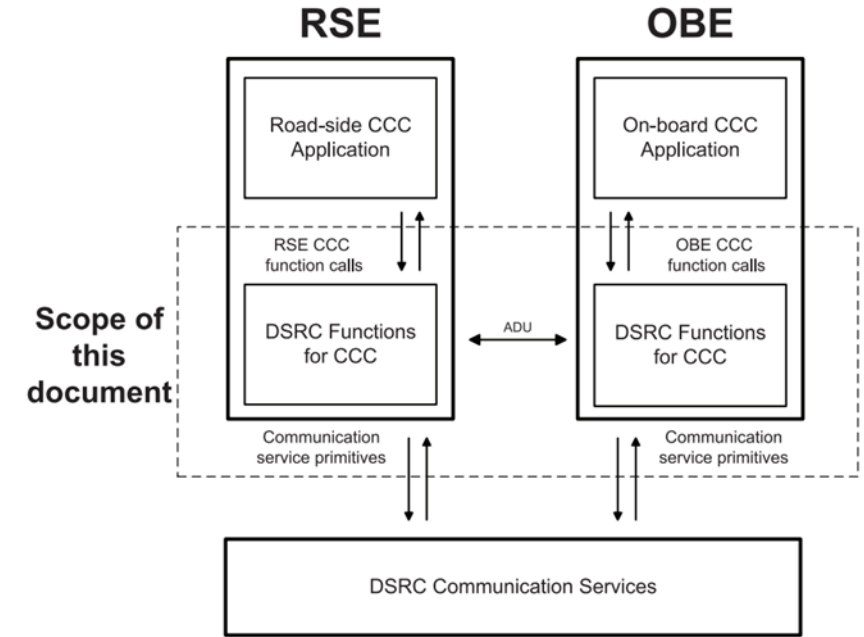 RSE
OBE
Road-side CCC
Application
On-board CCC
Application
RSE CCC
function calls
OBE CCC
function calls
Scope of
this
document
DSRC Functions
for CCC
ADU
DSRC Functions
for CCC
Communication
service primitives
Communication
service primitives
DSRC Communication Services